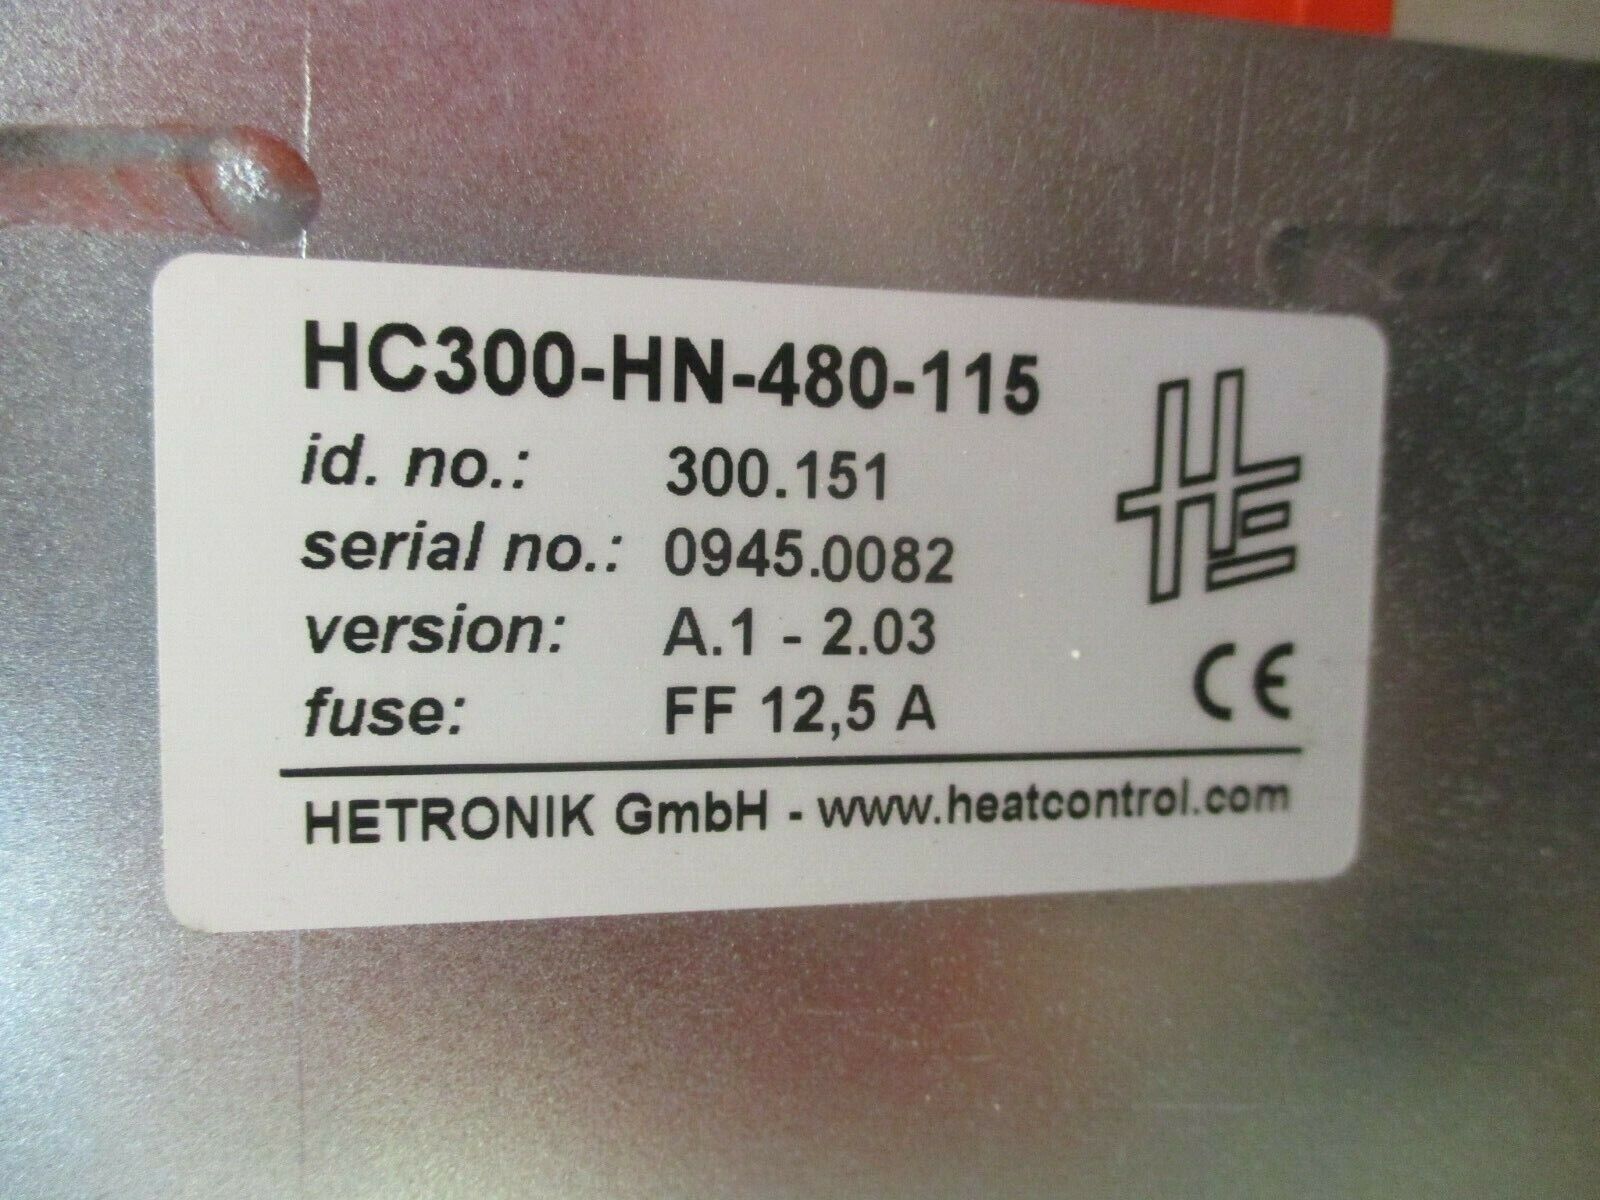 HC300-HN-480-115
id. no.: 300.151
serial no.: 0945.0082
version: A.1 - 2.03
fuse: FF 12,5 A
HE
CE
HETRONIK GmbH - www.heatcontrol.com